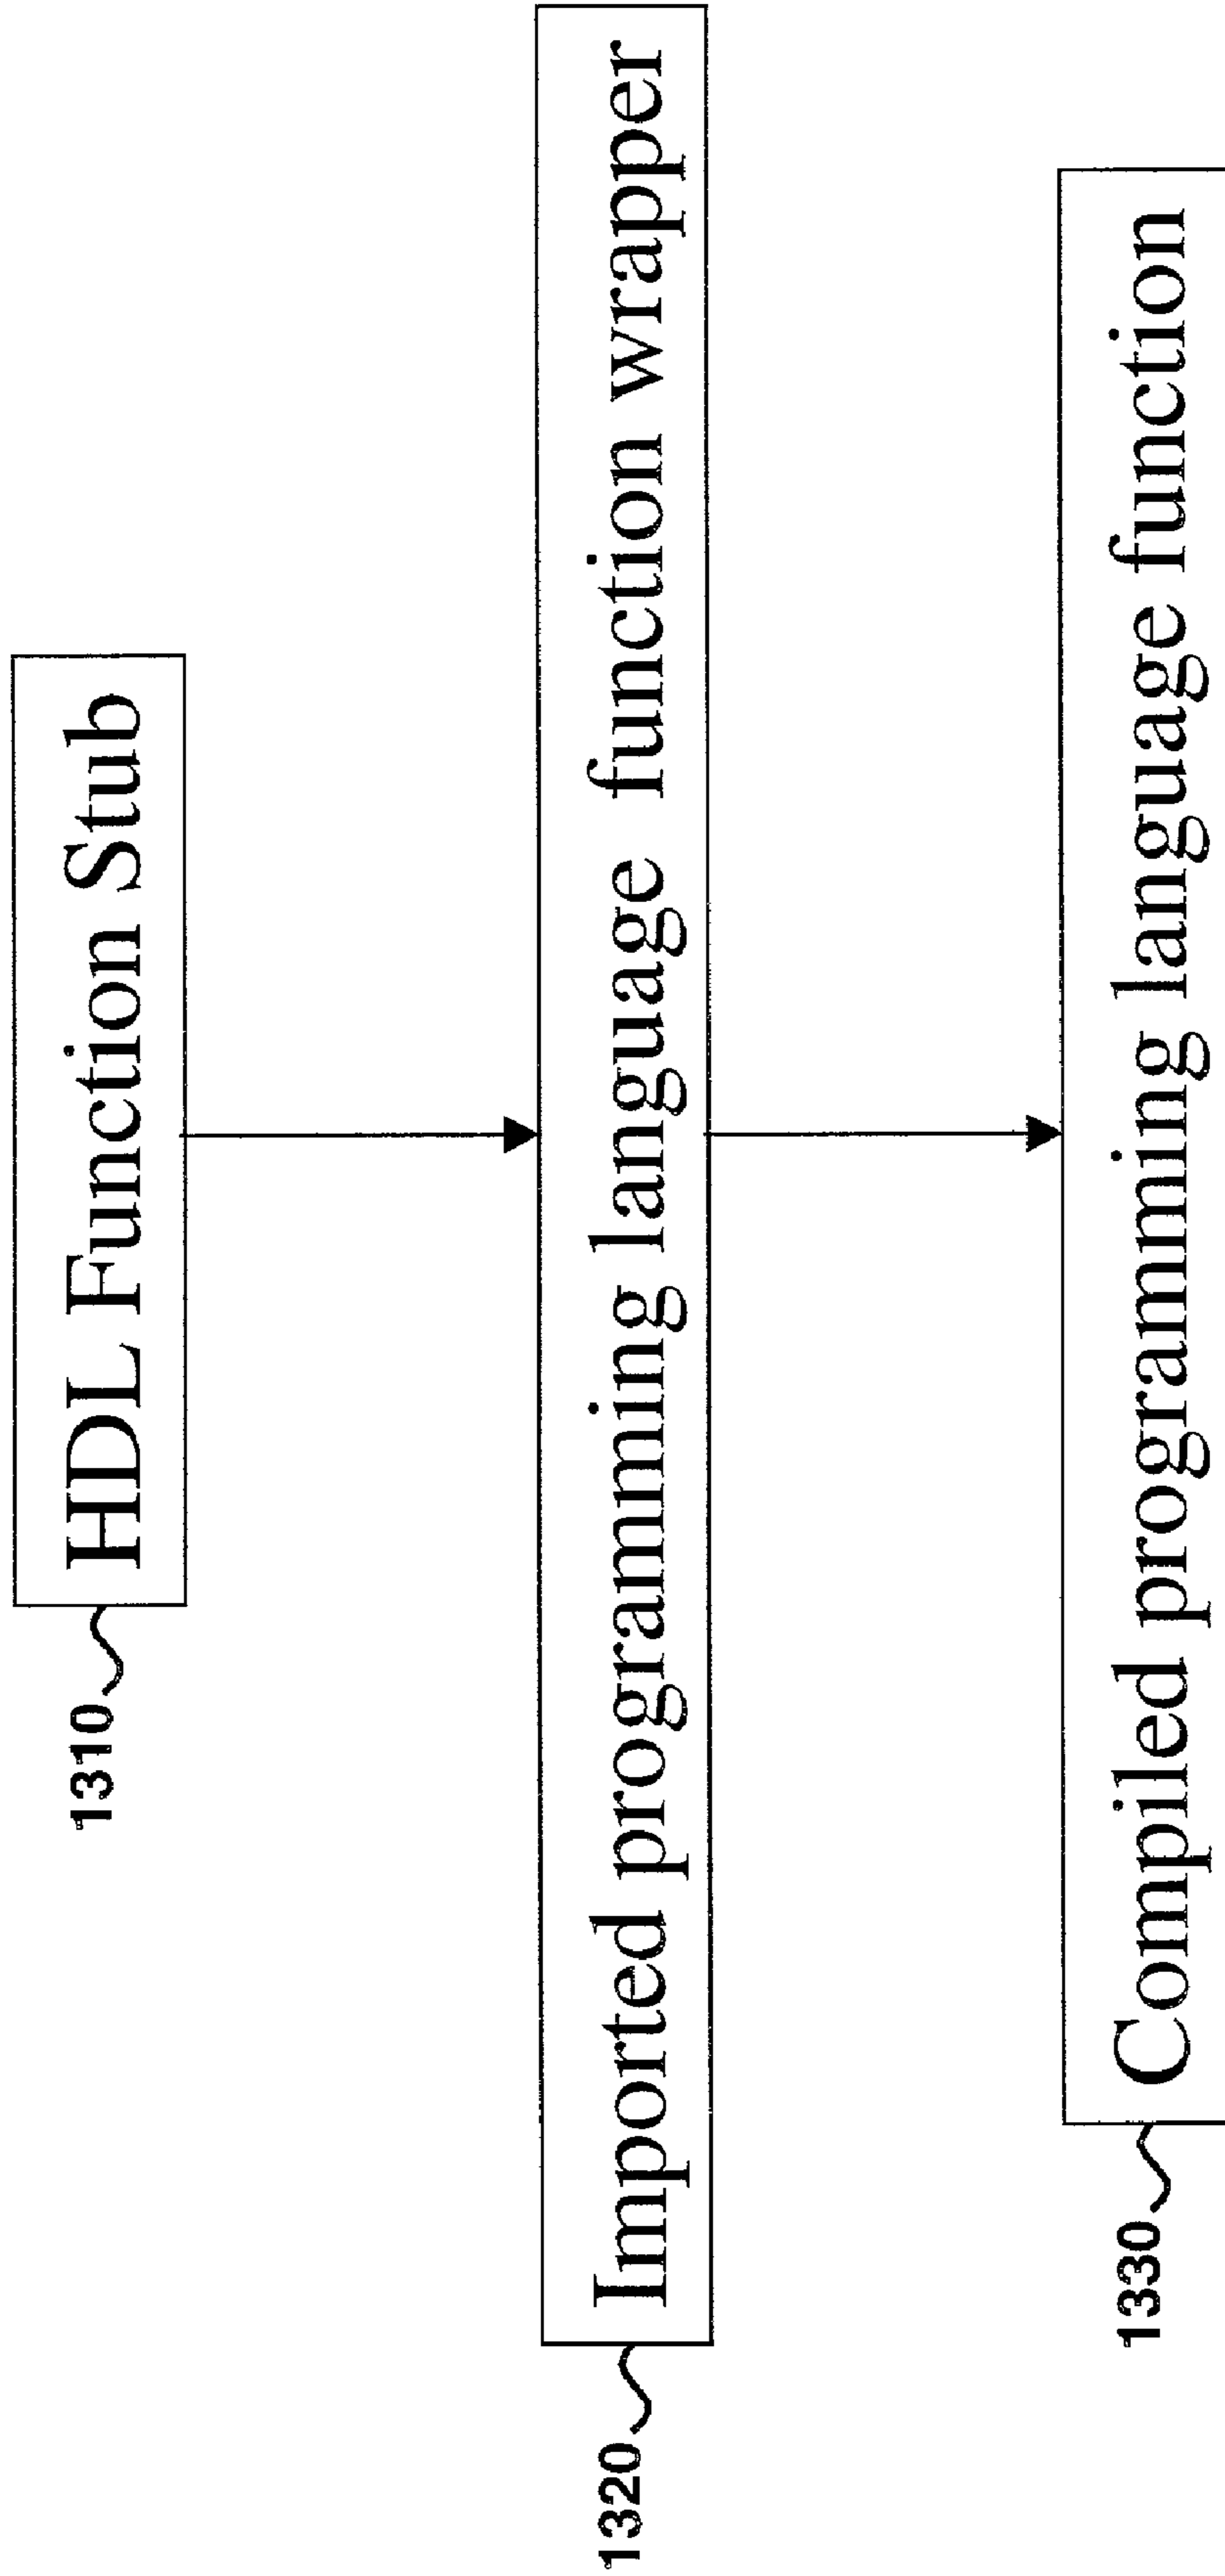 1310 HDL Function Stub
1320 Imported programming language function wrapper
1330 Compiled programming language function